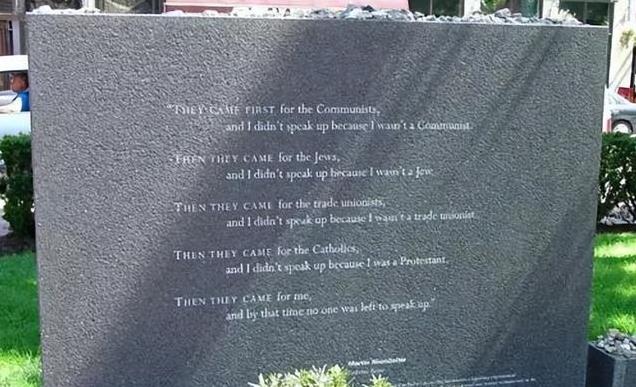 "THEY CAME FIRST for the Communists,
and I didn't speak up because I wasn't a Communist.
THEN THEY CAME for the Jews,
and I didn't speak up because I wasn't a Jew.
THEN THEY CAME for the trade unionists,
and I didn't speak up because I wasn't a trade unionist.
THEN THEY CAME for the Catholics,
and I didn't speak up because I was a Protestant.
THEN THEY CAME for me,
and by that time no one was left to speak up."
Martin